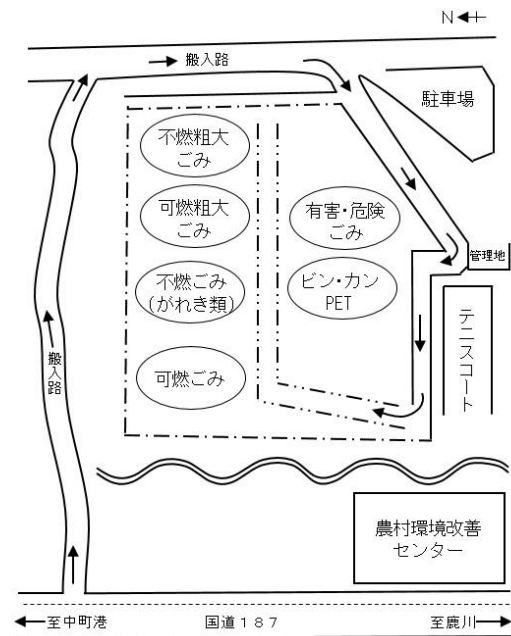 N
搬入路
駐車場
不燃粗大
ごみ
可燃粗大
ごみ
有害・危険
ごみ
管理地
不燃ごみ
(がれき類)
ビン・カン
PET
テニスコート
搬入路
可燃ごみ
農村環境改善
センター
至中町港
国道187
至鹿川